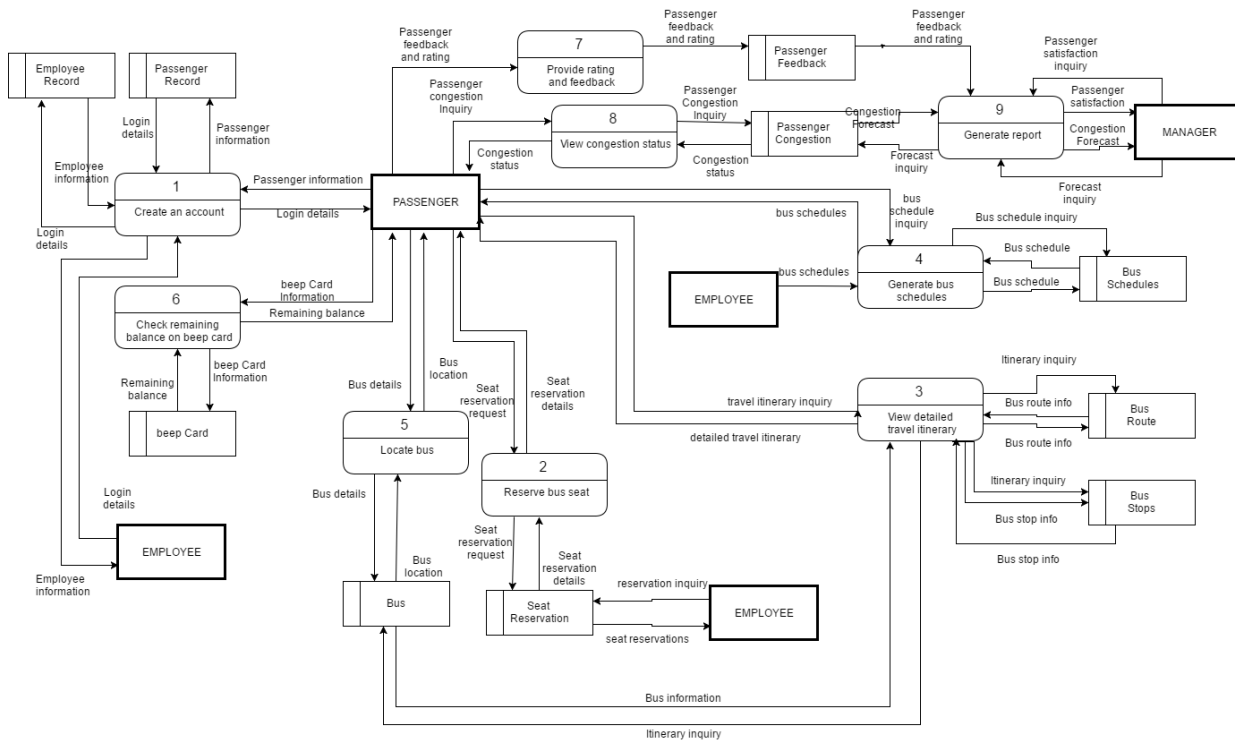 Passenger
feedback
and rating
7
Provide rating
and feedback
Passenger
feedback
and rating
Passenger
Feedback
Passenger
feedback
and rating
Passenger
satisfaction
inquiry
Employee
Record
Passenger
Record
Login
details
Passenger
information
Employee
information
Passenger
congestion
Inquiry
8
View congestion status
Passenger
Congestion
Inquiry
Passenger
Congestion
Congestion
Forecast
9
Generate report
Passenger
satisfaction
Congestion
Forecast
MANAGER
Congestion
status
Congestion
status
Forecast
inquiry
Forecast
inquiry
1
Create an account
Passenger information
Login details
Login
details
PASSENGER
bus
schedule
inquiry
bus schedules
Bus schedule inquiry
4
Generate bus
schedules
Bus schedule
Bus schedule
Bus
Schedules
EMPLOYEE
bus schedules
6
Check remaining
balance on beep card
beep Card
Information
Remaining balance
Remaining
balance
beep Card
Information
beep Card
Bus details
Bus
location
Seat
reservation
request
Seat
reservation
details
travel itinerary inquiry
detailed travel itinerary
3
View detailed
travel itinerary
Itinerary inquiry
Bus route info
Bus route info
Bus
Route
5
Locate bus
2
Reserve bus seat
Itinerary inquiry
Bus stop info
Bus stop info
Bus
Stops
Login
details
EMPLOYEE
Employee
information
Bus details
Bus
location
Bus
Seat
reservation
request
Seat
reservation
details
Seat
Reservation
reservation inquiry
seat reservations
EMPLOYEE
Bus information
Itinerary inquiry